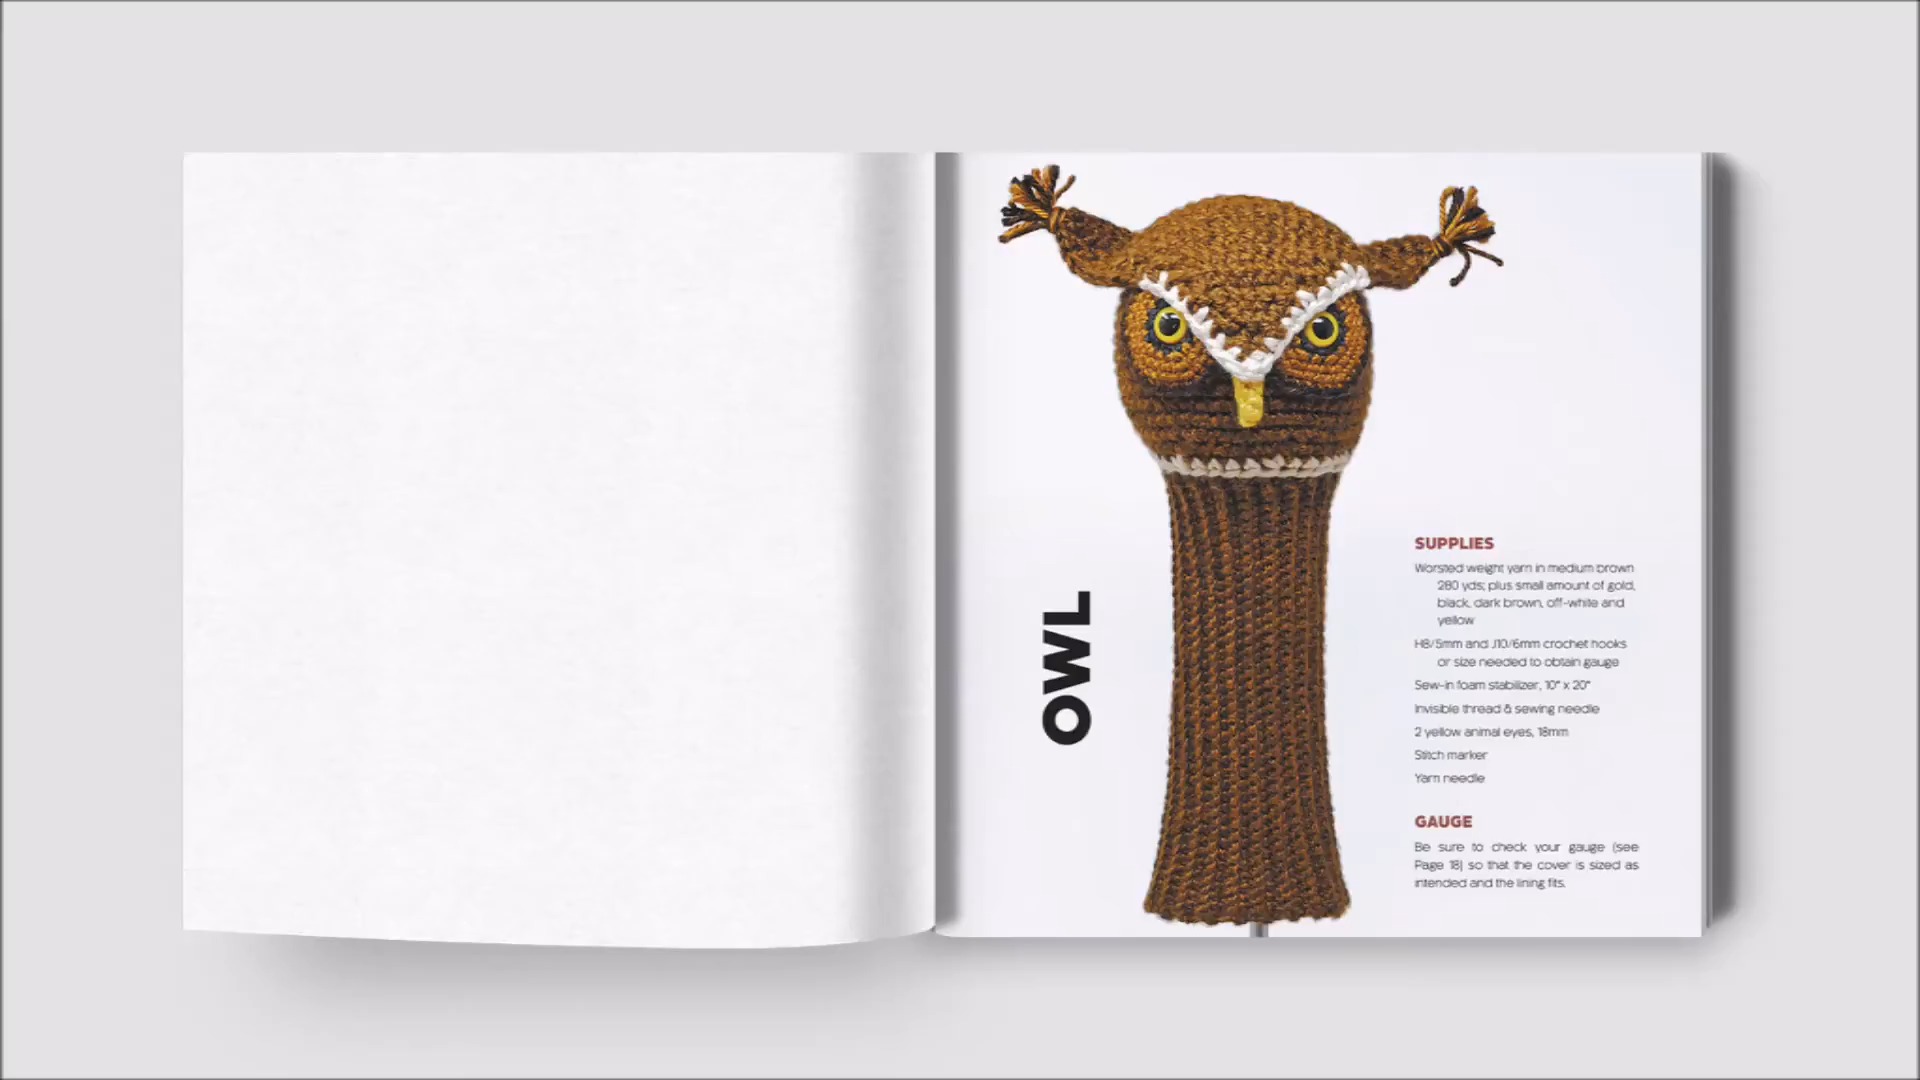 OWL
SUPPLIES
Worsted weight yarn in medium brown
280 yds; plus small amount of gold,
black, dark brown, off-white and
yellow
H8/5mm and J10/6mm crochet hooks
or size needed to obtain gauge
Sew-in foam stabilizer, 10" x 20"
Invisible thread & sewing needle
2 yellow animal eyes, 18mm
Stitch marker
Yarn needle
GAUGE
Be sure to check your gauge (see
Page 18) so that the cover is sized as
intended and the lining fits.